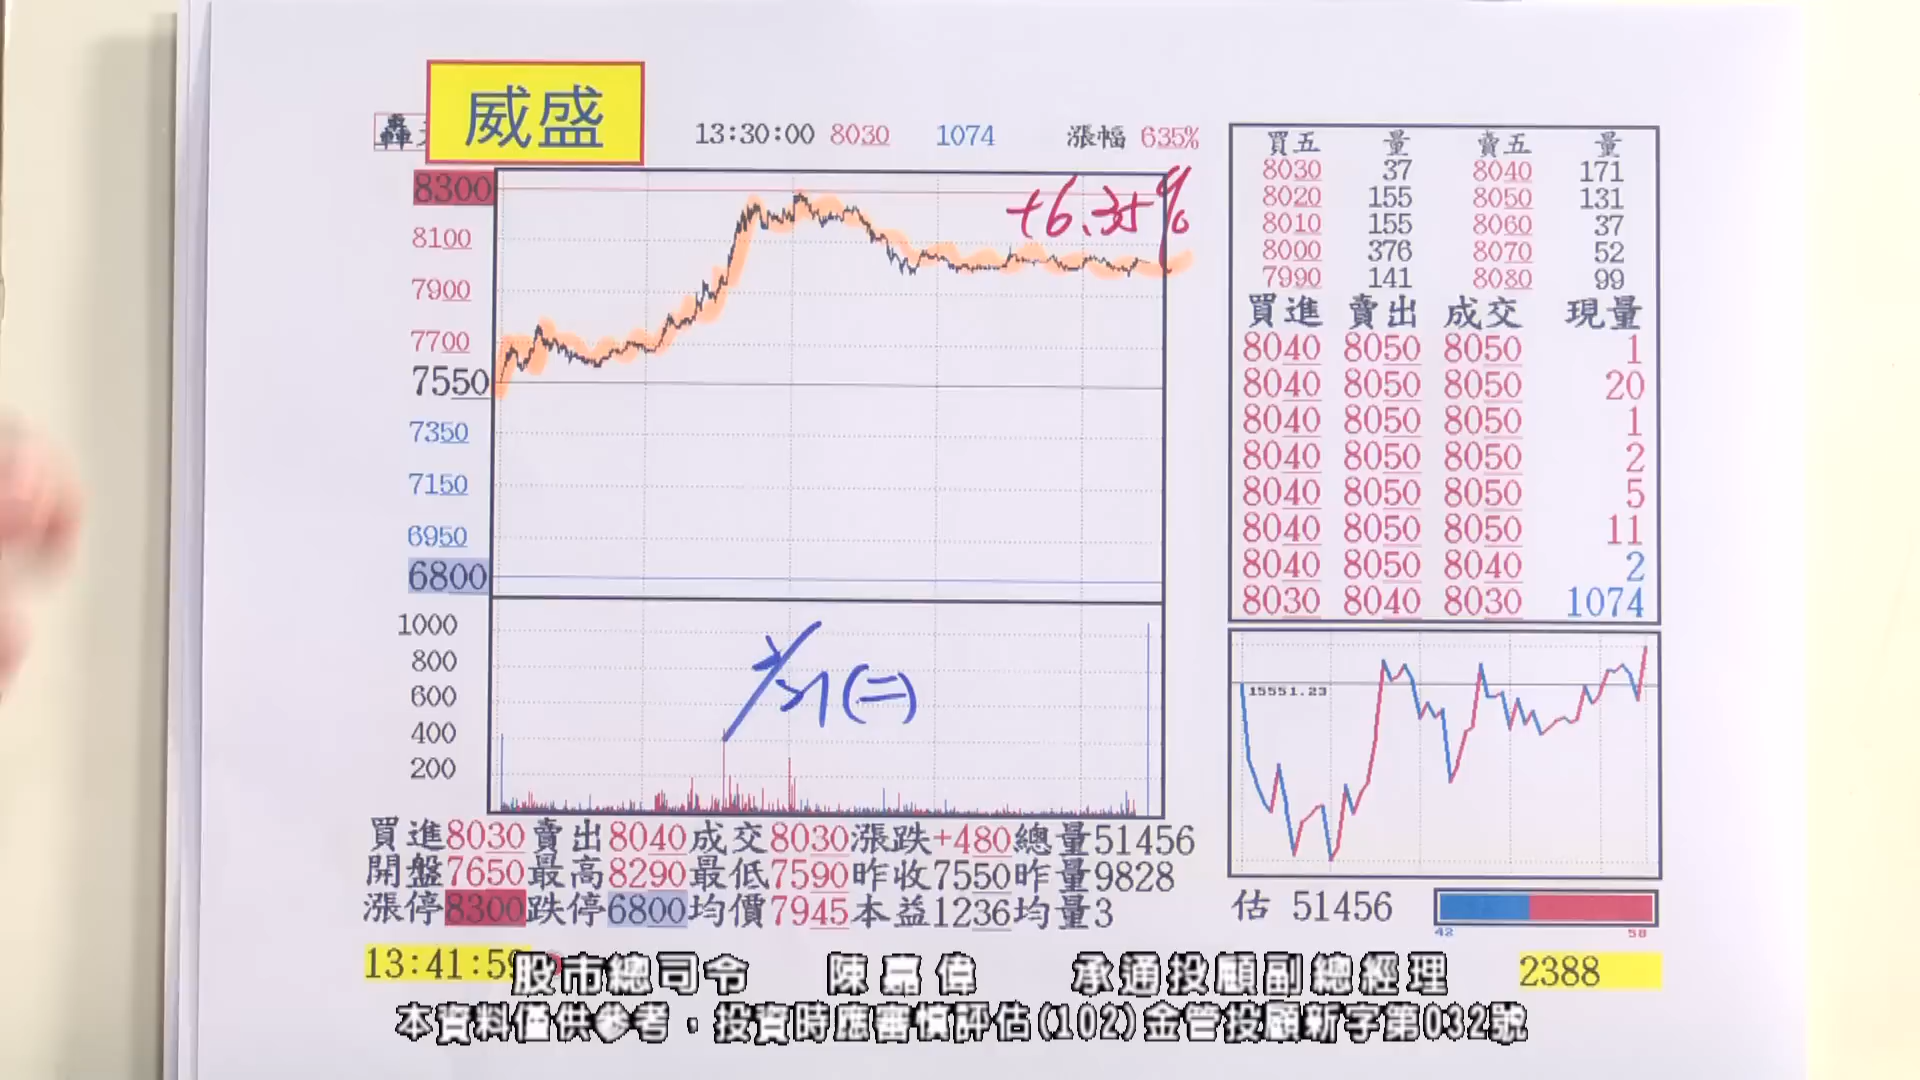 威盛
轟
13:30:00 8030 1074 漲幅 635%
+6.35%
8300
8100
7900
7700
7550
7350
7150
6950
6800
1000
800
600
400
200
(二)
買五 量 賣五 量
8030 37 8040 171
8020 155 8050 131
8010 155 8060 37
8000 376 8070 52
7990 141 8080 99
買進 賣出 成交 現量
8040 8050 8050 1
8040 8050 8050 20
8040 8050 8050 1
8040 8050 8050 2
8040 8050 8050 5
8040 8050 8050 11
8040 8050 8040 2
8030 8040 8030 1074
15551.23
估 51456
42 58
買進8030賣出8040成交8030漲跌+480總量51456
開盤7650最高8290最低7590昨收7550昨量9828
漲停8300跌停6800均價7945本益1236均量3
13:41:59
2388
股市總司令 陳嘉偉 承通投顧副總經理
本資料僅供參考,投資時應審慎評估(102)金管投顧新字第032號